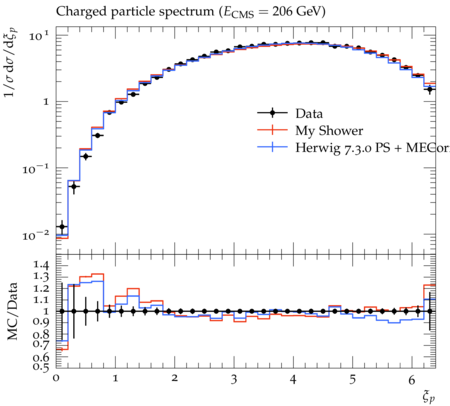 Charged particle spectrum (E_CMS = 206 GeV)
1/σ dσ/dξ_p
10^1
1
10^−1
10^−2
Data
My Shower
Herwig 7.3.0 PS + MECor
MC/Data
1.4
1.3
1.2
1.1
1
0.9
0.8
0.7
0.6
0.5
0 1 2 3 4 5 6
ξ_p